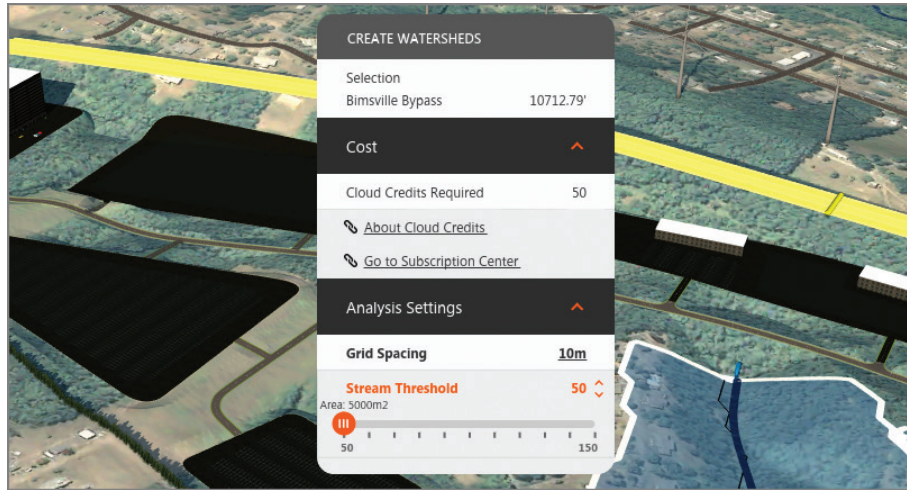 CREATE WATERSHEDS
Selection
Bimsville Bypass 10712.79'
Cost
Cloud Credits Required 50
About Cloud Credits
Go to Subscription Center
Analysis Settings
Grid Spacing 10m
Stream Threshold 50
Area: 5000m2
50 150